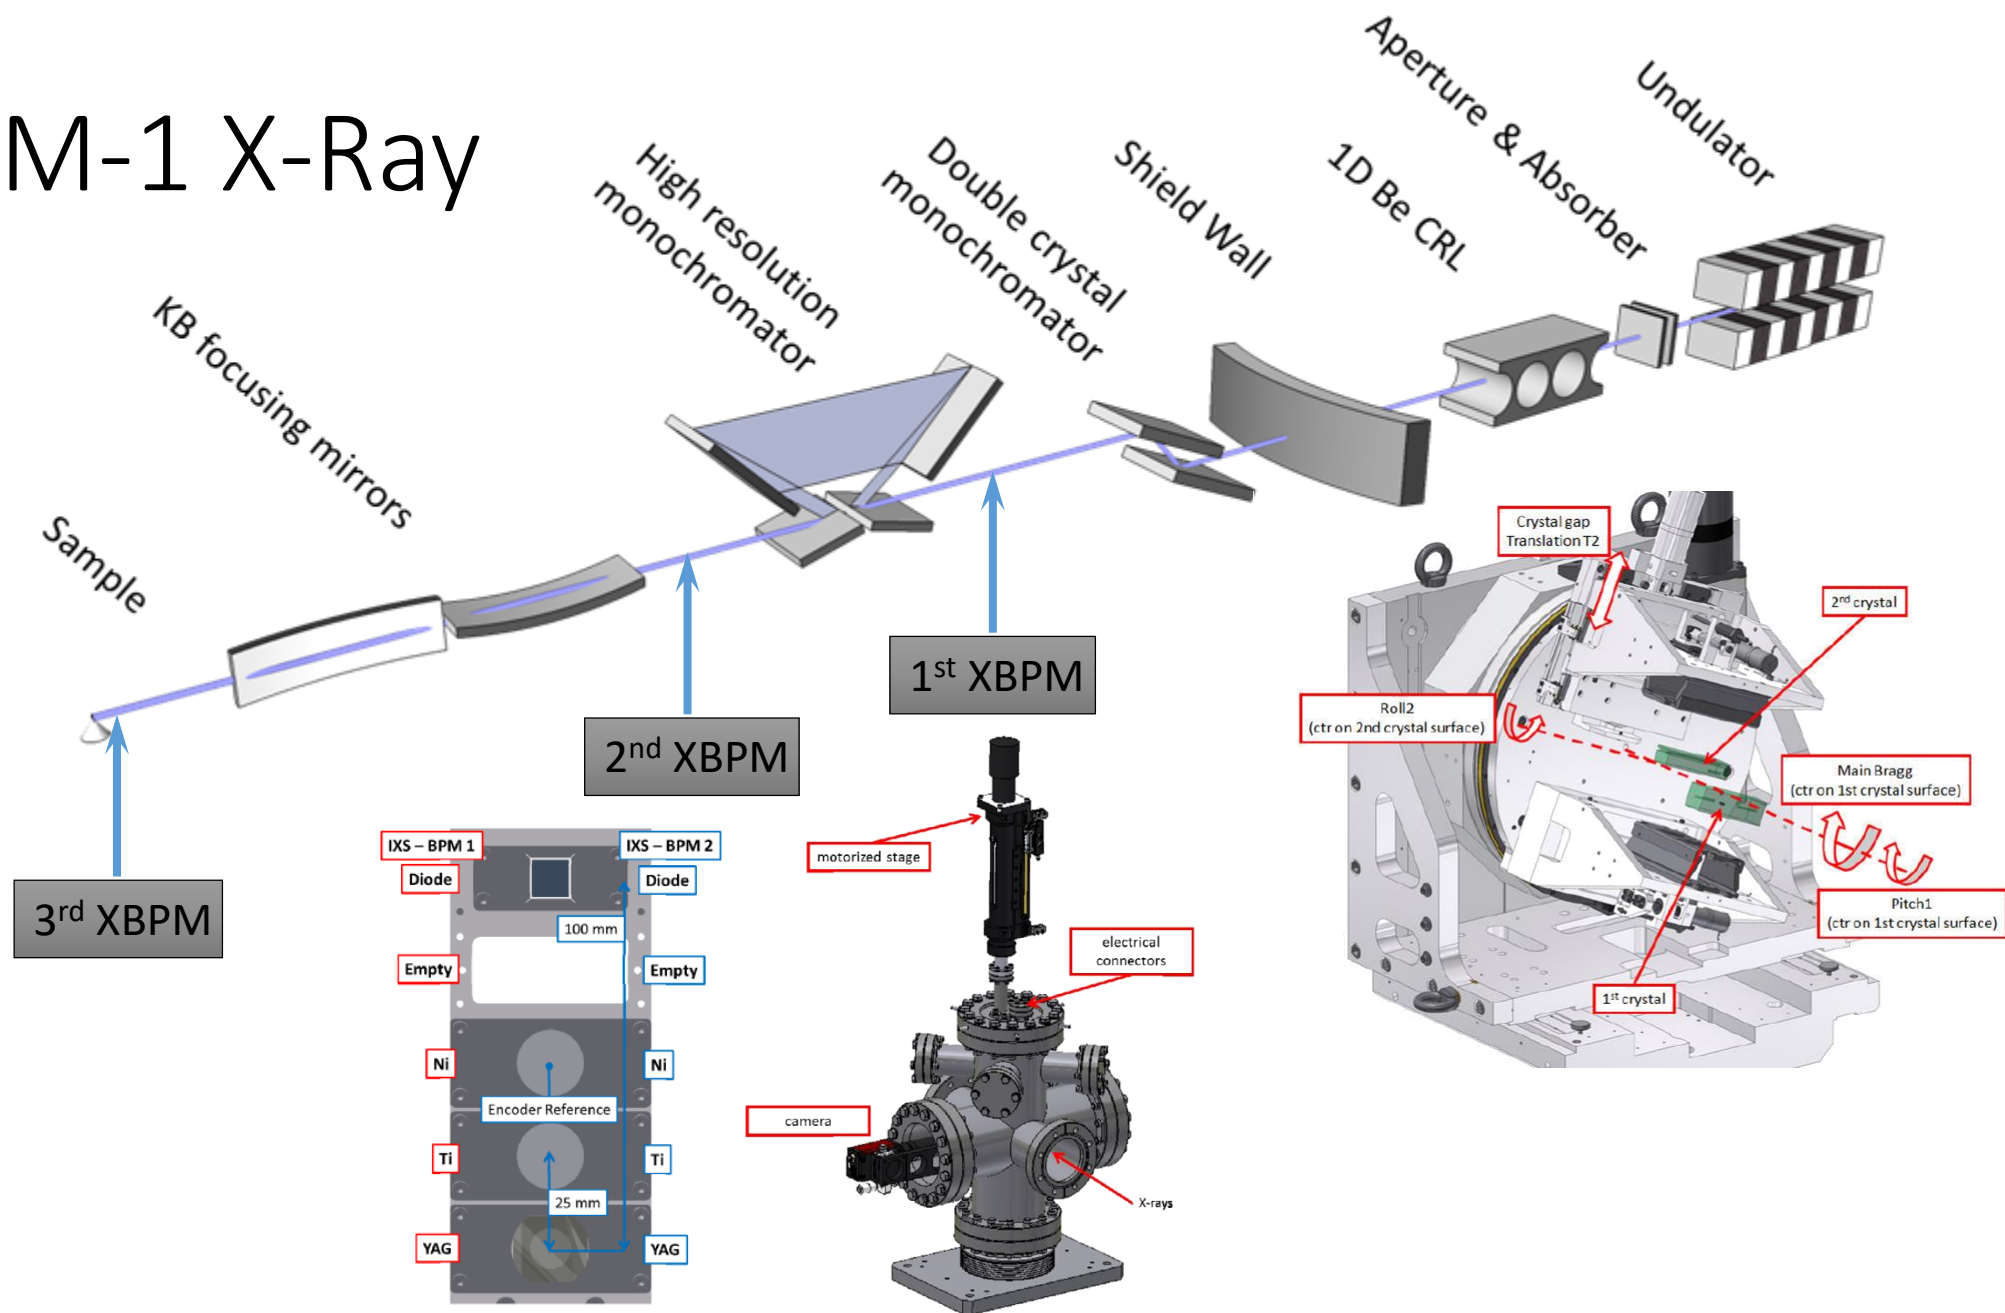 M-1 X-Ray
Undulator
Aperture & Absorber
1D Be CRL
Shield Wall
Double crystal
monochromator
High resolution
monochromator
KB focusing mirrors
Sample
1st XBPM
2nd XBPM
3rd XBPM
IXS – BPM 1
IXS – BPM 2
Diode
Diode
100 mm
Empty
Empty
Ni
Ni
Encoder Reference
Ti
Ti
25 mm
YAG
YAG
motorized stage
electrical
connectors
camera
X-rays
Crystal gap
Translation T2
2nd crystal
Roll2
(ctr on 2nd crystal surface)
Main Bragg
(ctr on 1st crystal surface)
Pitch1
(ctr on 1st crystal surface)
1st crystal